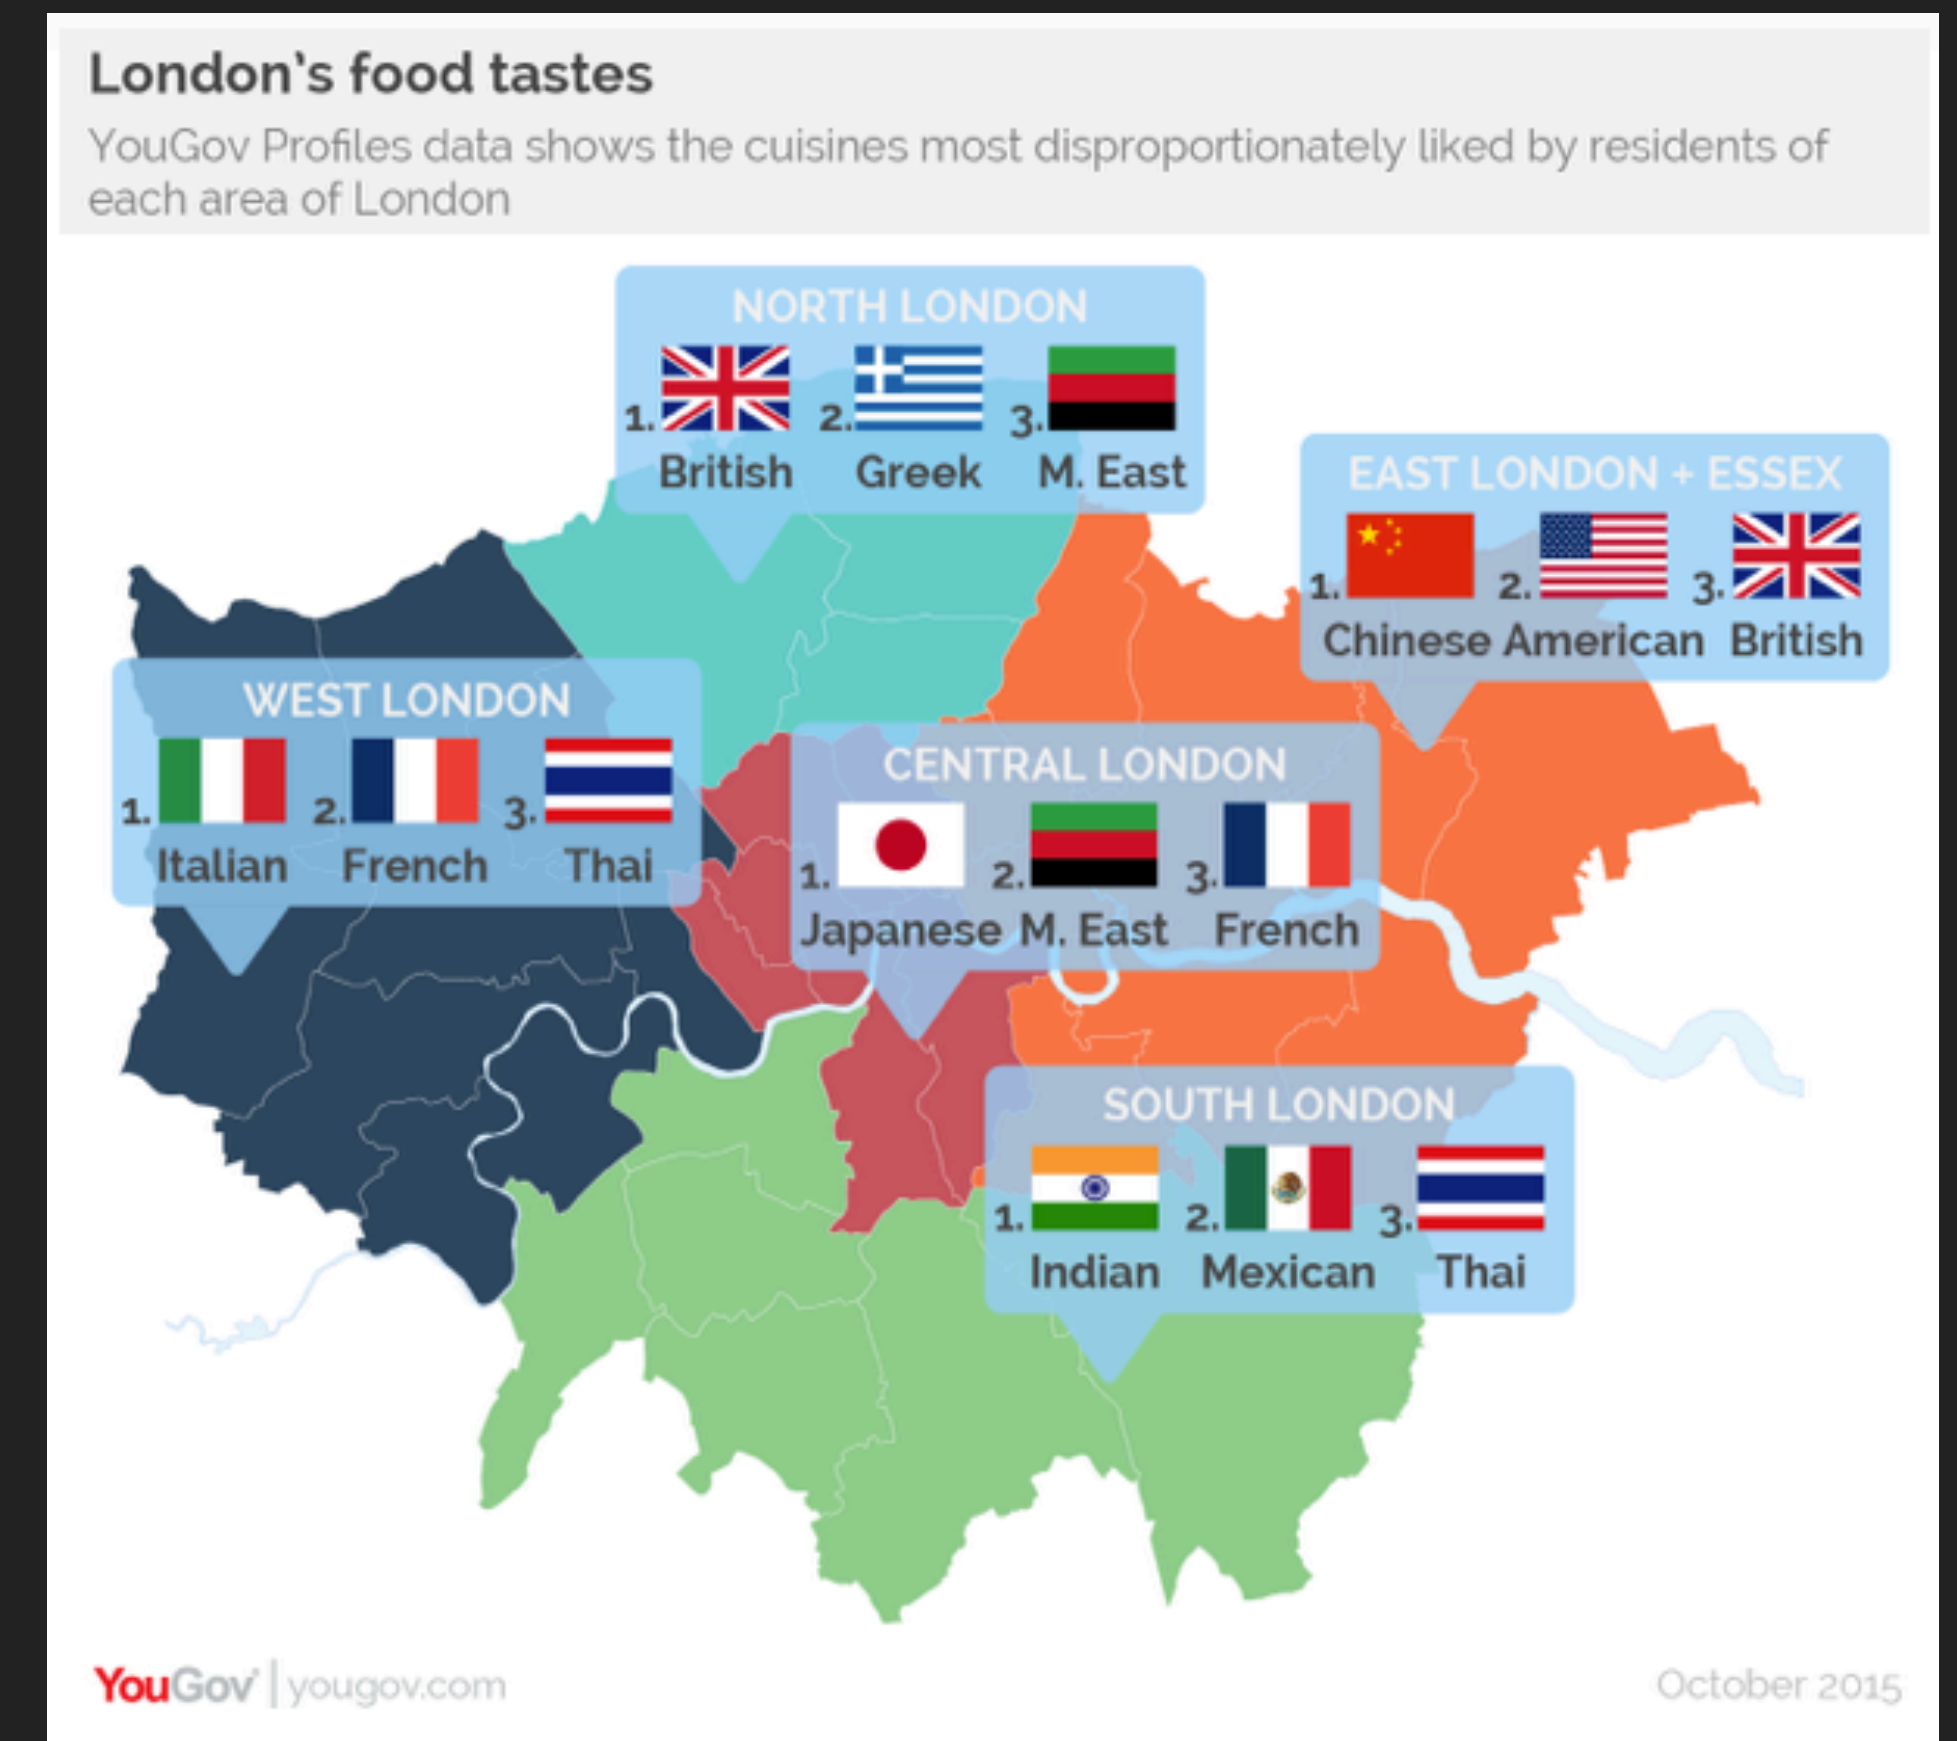 London's food tastes
YouGov Profiles data shows the cuisines most disproportionately liked by residents of
each area of London
NORTH LONDON
1. 2. 3.
British Greek M. East
EAST LONDON + ESSEX
1. 2. 3.
Chinese American British
WEST LONDON
1. 2. 3.
Italian French Thai
CENTRAL LONDON
1. 2. 3.
Japanese M. East French
SOUTH LONDON
1. 2. 3.
Indian Mexican Thai
YouGov | yougov.com
October 2015